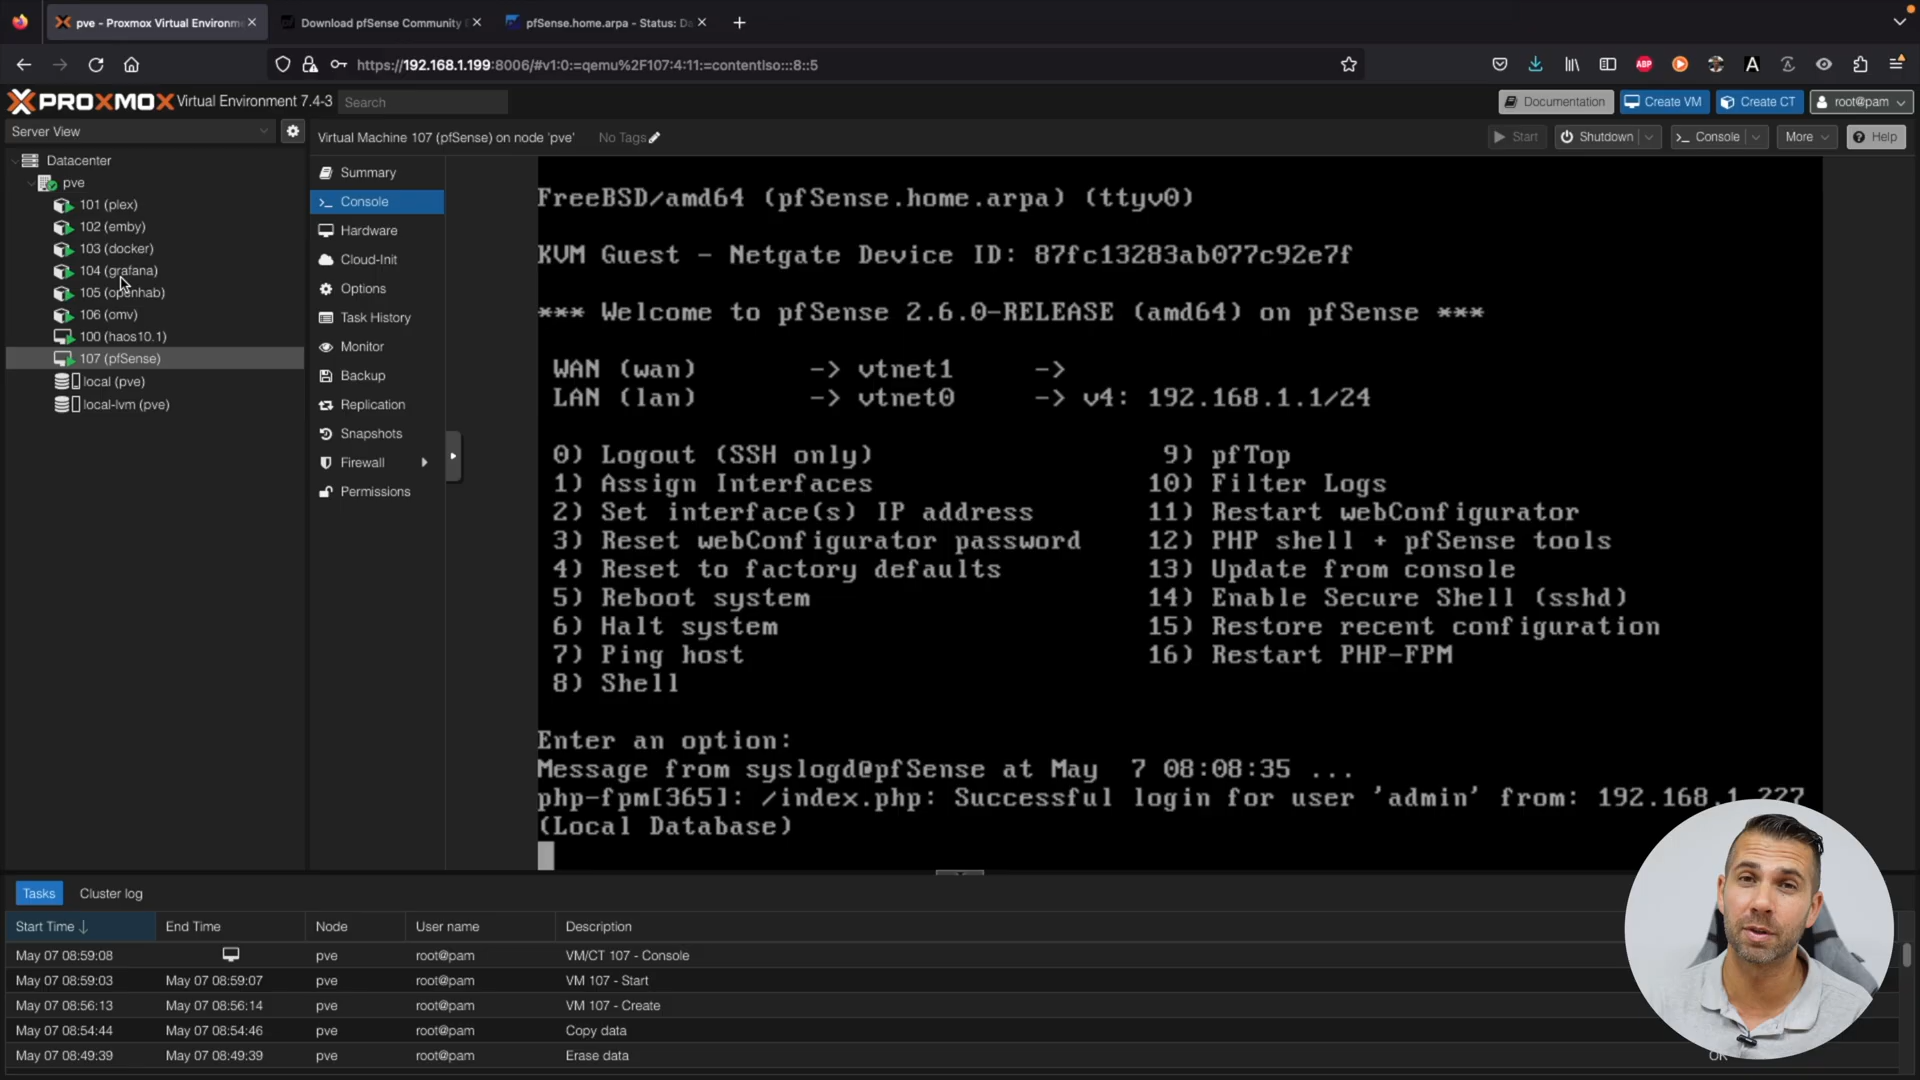 pve - Proxmox Virtual Environm
Download pfSense Community
pfSense.home.arpa - Status: Da
https://192.168.1.199:8006/#v1:0:=qemu%2F107:4:11:=contentIso:::8::5
ABP
A
PROXMOX Virtual Environment 7.4-3
Search
Documentation
Create VM
Create CT
root@pam
Server View
Virtual Machine 107 (pfSense) on node 'pve'
No Tags
Start
Shutdown
Console
More
Help
Datacenter
pve
101 (plex)
102 (emby)
103 (docker)
104 (grafana)
105 (openhab)
106 (omv)
100 (haos10.1)
107 (pfSense)
local (pve)
local-lvm (pve)
Summary
Console
Hardware
Cloud-Init
Options
Task History
Monitor
Backup
Replication
Snapshots
Firewall
Permissions
FreeBSD/amd64 (pfSense.home.arpa) (ttyv0)
KVM Guest - Netgate Device ID: 87fc13283ab077c92e7f
*** Welcome to pfSense 2.6.0-RELEASE (amd64) on pfSense ***
WAN (wan) -> vtnet1 ->
LAN (lan) -> vtnet0 -> v4: 192.168.1.1/24
0) Logout (SSH only) 9) pfTop
1) Assign Interfaces 10) Filter Logs
2) Set interface(s) IP address 11) Restart webConfigurator
3) Reset webConfigurator password 12) PHP shell + pfSense tools
4) Reset to factory defaults 13) Update from console
5) Reboot system 14) Enable Secure Shell (sshd)
6) Halt system 15) Restore recent configuration
7) Ping host 16) Restart PHP-FPM
8) Shell
Enter an option:
Message from syslogd@pfSense at May 7 08:08:35 ...
php-fpm[365]: /index.php: Successful login for user 'admin' from: 192.168.1.227
(Local Database)
Tasks
Cluster log
Start Time End Time Node User name Description
May 07 08:59:08 pve root@pam VM/CT 107 - Console
May 07 08:59:03 May 07 08:59:07 pve root@pam VM 107 - Start
May 07 08:56:13 May 07 08:56:14 pve root@pam VM 107 - Create
May 07 08:54:44 May 07 08:54:46 pve root@pam Copy data
May 07 08:49:39 May 07 08:49:39 pve root@pam Erase data OK